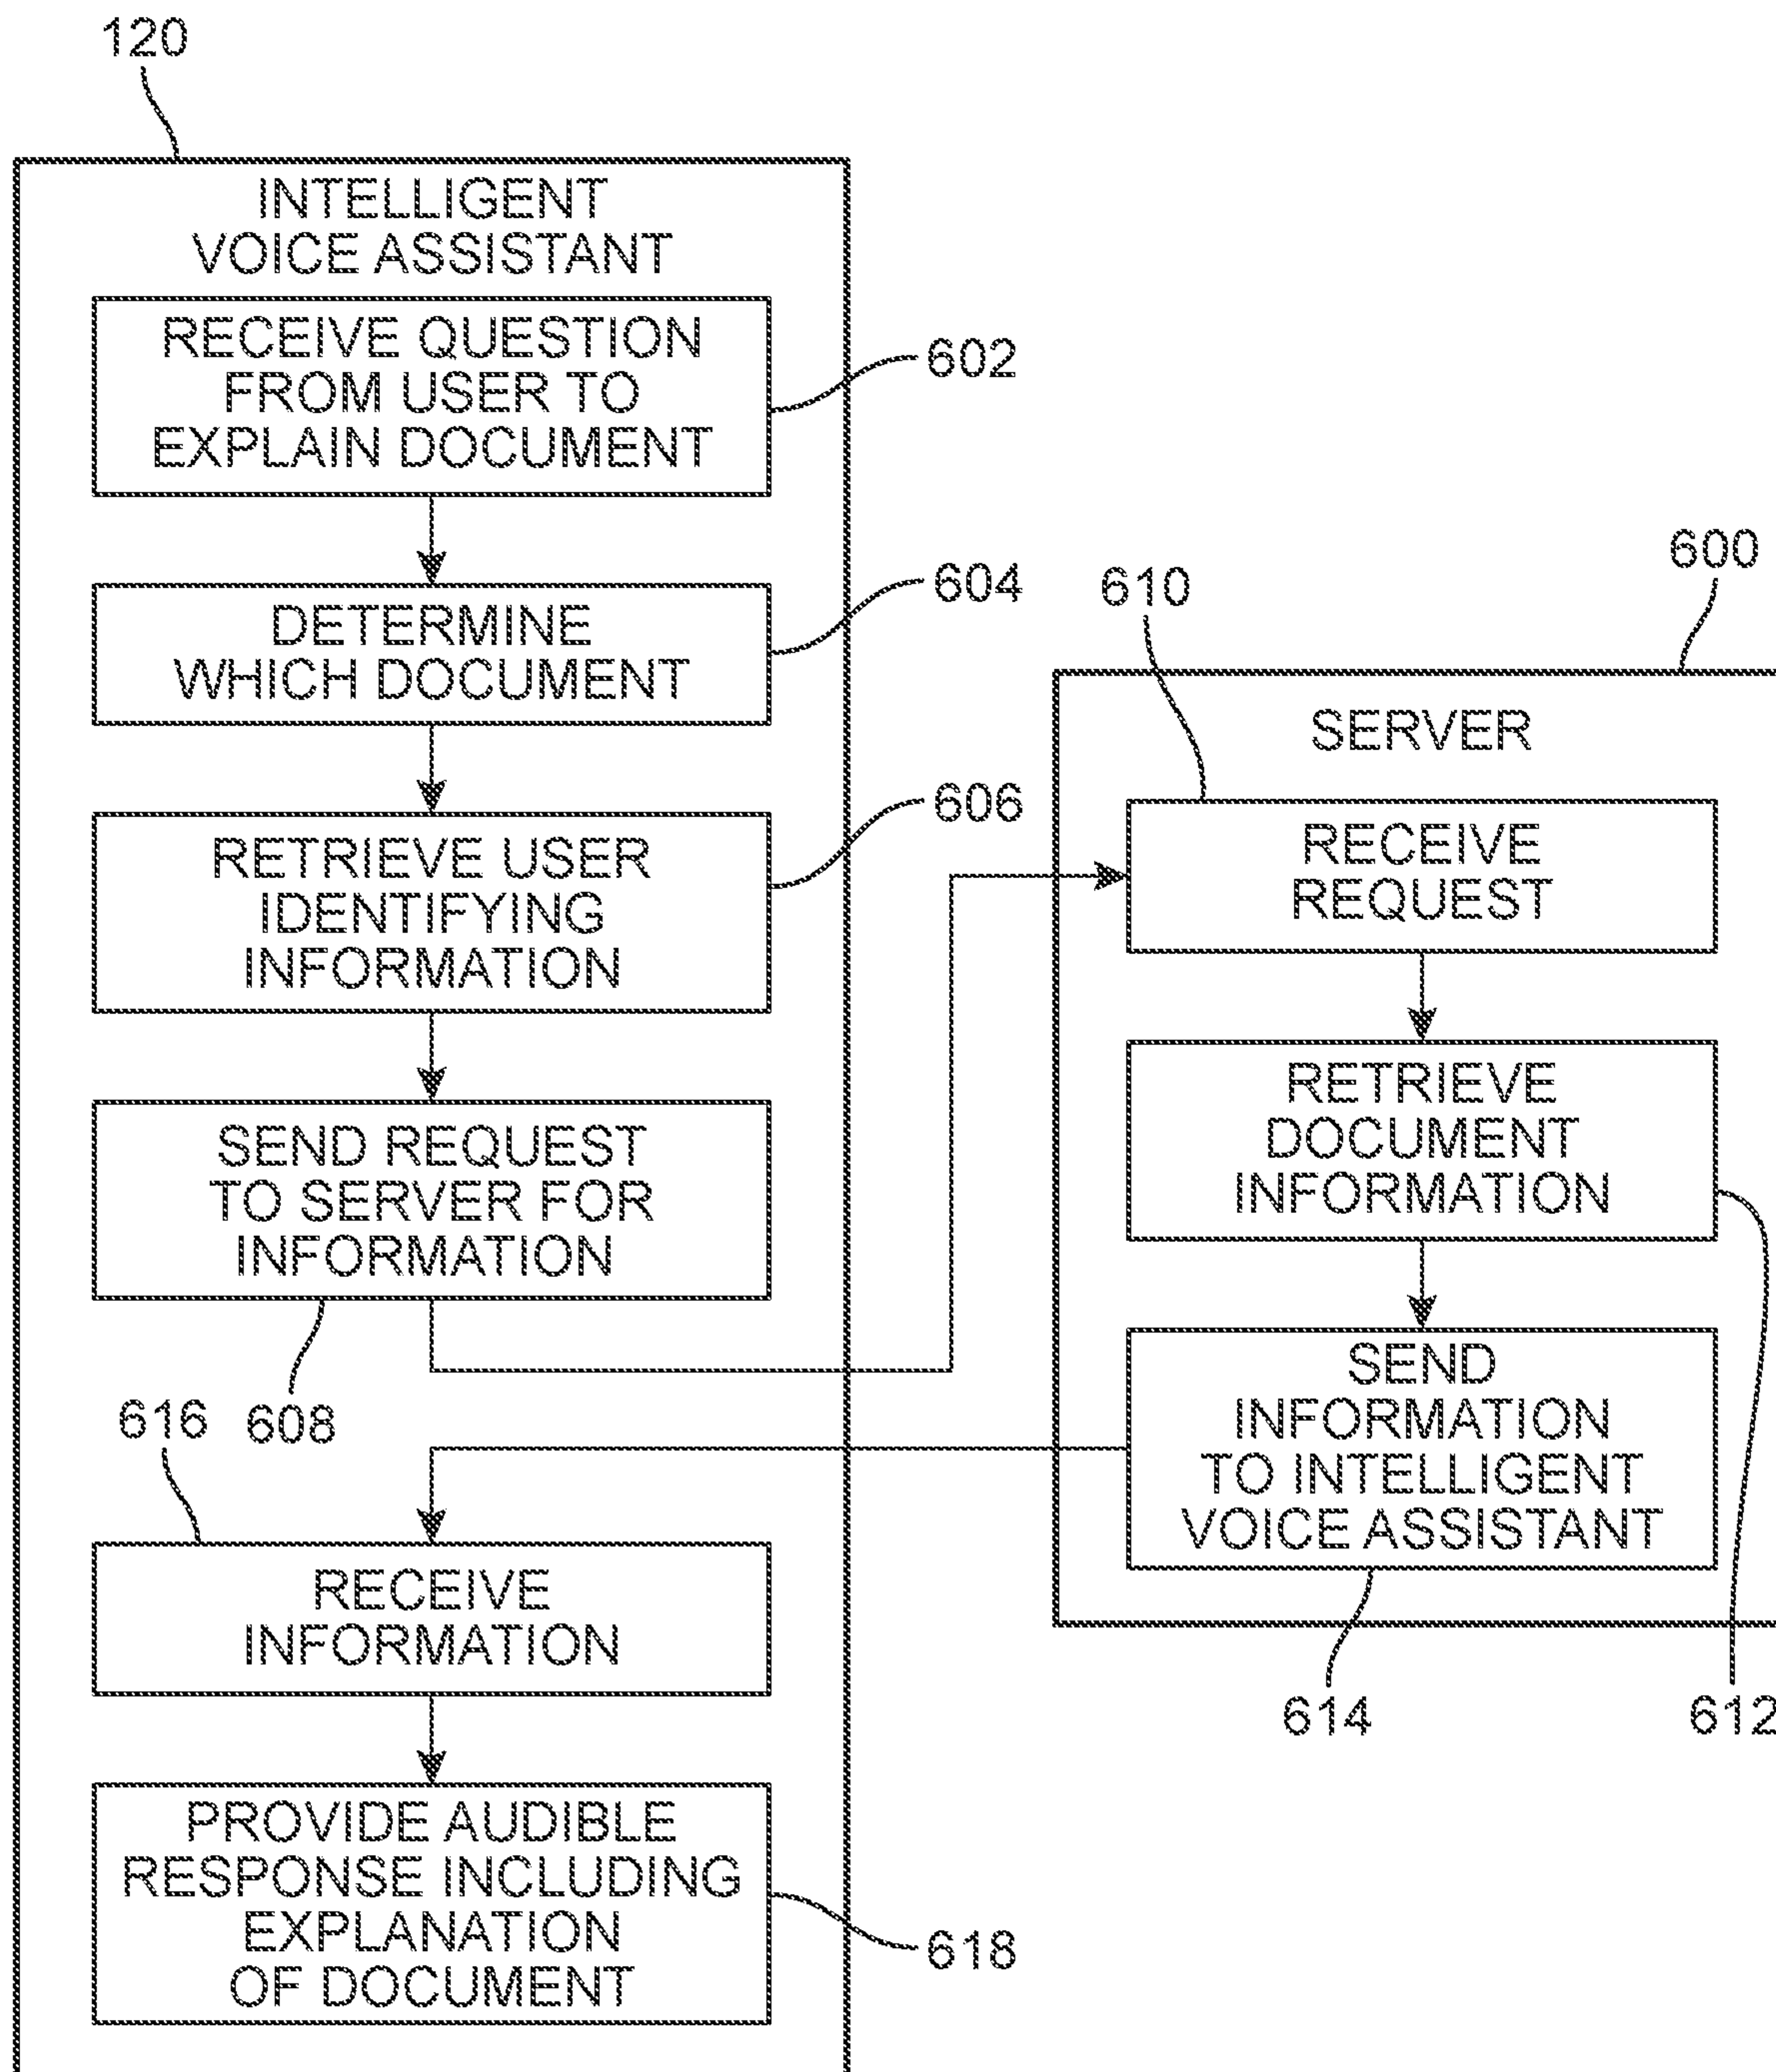 120
INTELLIGENT
VOICE ASSISTANT
RECEIVE QUESTION
FROM USER TO
EXPLAIN DOCUMENT
602
DETERMINE
WHICH DOCUMENT
604
RETRIEVE USER
IDENTIFYING
INFORMATION
606
SEND REQUEST
TO SERVER FOR
INFORMATION
608
600
SERVER
610
RECEIVE
REQUEST
RETRIEVE
DOCUMENT
INFORMATION
612
SEND
INFORMATION
TO INTELLIGENT
VOICE ASSISTANT
614
616
RECEIVE
INFORMATION
PROVIDE AUDIBLE
RESPONSE INCLUDING
EXPLANATION
OF DOCUMENT
618